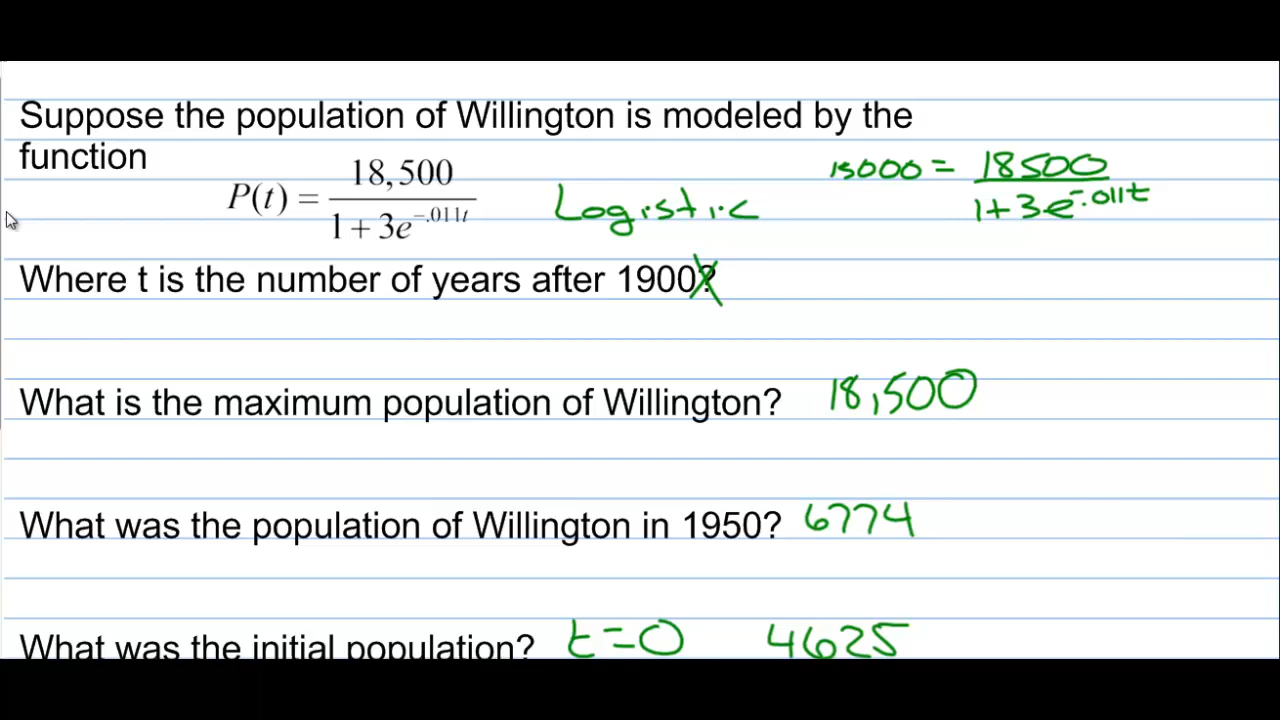 Suppose the population of Willington is modeled by the
function
P(t) = 18,500 / 1 + 3e^-.011t
Logistic
15000 = 18500 / 1 + 3e^-.011t
Where t is the number of years after 1900?
What is the maximum population of Willington? 18,500
What was the population of Willington in 1950? 6774
What was the initial population? t=0 4625